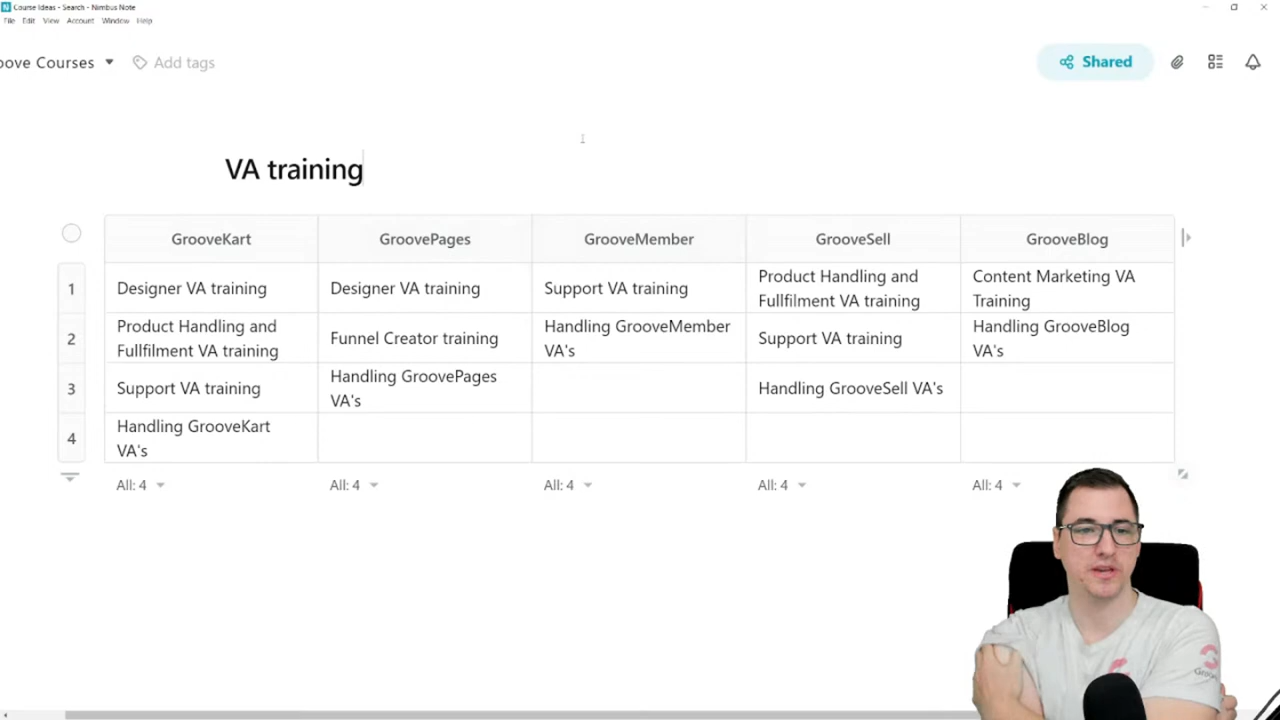 Course Ideas - Search - Nimbus Note
File Edit View Account Window Help
oove Courses
Add tags
Shared
VA training
GrooveKart GroovePages GrooveMember GrooveSell GrooveBlog
1
Designer VA training
Designer VA training
Support VA training
Product Handling and
Fullfilment VA training
Content Marketing VA
Training
2
Product Handling and
Fullfilment VA training
Funnel Creator training
Handling GrooveMember
VA's
Support VA training
Handling GrooveBlog
VA's
3
Support VA training
Handling GroovePages
VA's
Handling GrooveSell VA's
4
Handling GrooveKart
VA's
All: 4 All: 4 All: 4 All: 4 All: 4